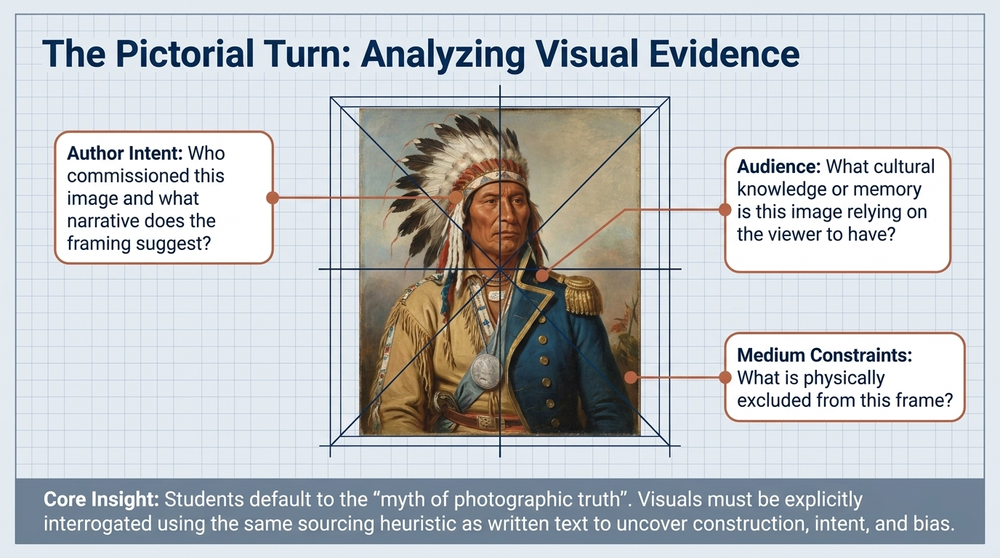 The Pictorial Turn: Analyzing Visual Evidence
Author Intent: Who
commissioned this
image and what
narrative does the
framing suggest?
Audience: What cultural
knowledge or memory
is this image relying on
the viewer to have?
Medium Constraints:
What is physically
excluded from this frame?
Core Insight: Students default to the “myth of photographic truth”. Visuals must be explicitly
interrogated using the same sourcing heuristic as written text to uncover construction, intent, and bias.